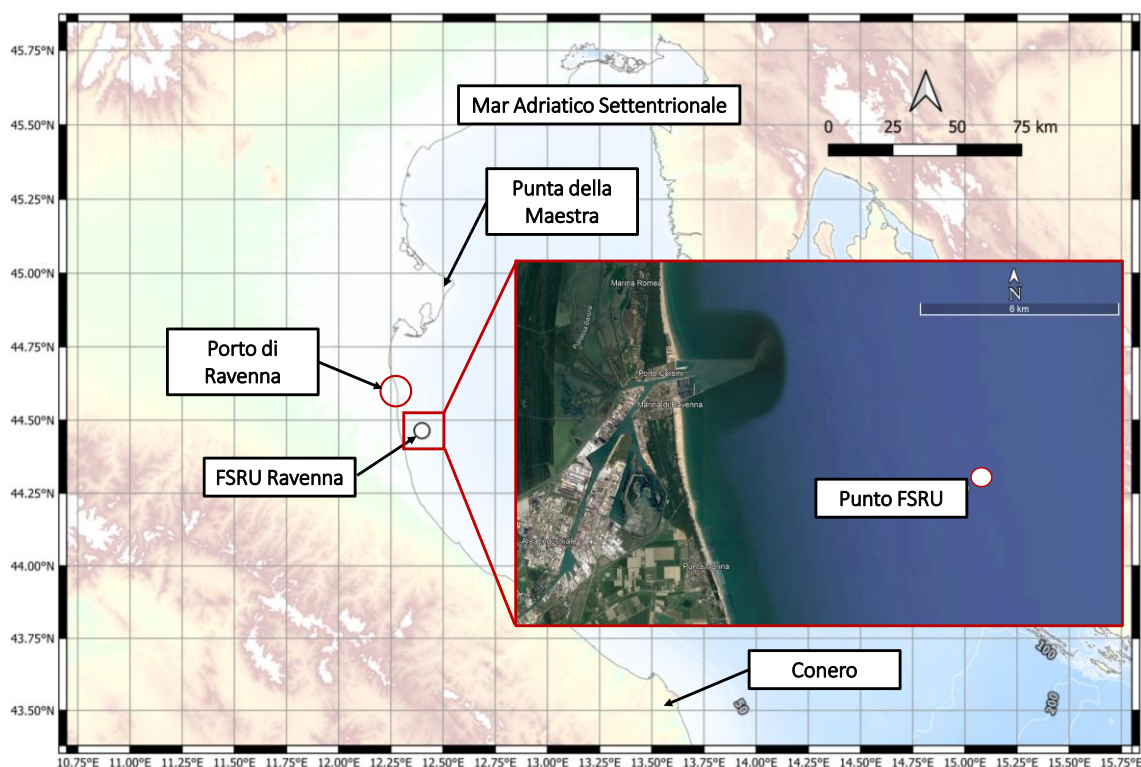 45.75°N
Mar Adriatico Settentrionale
0 25 50 75 km
45.50°N
Punta della
Maestra
45.25°N
45.00°N
44.75°N
Porto di
Ravenna
44.50°N
FSRU Ravenna
44.25°N
44.00°N
43.75°N
43.50°N
Marina Romea
N
6 km
Porto Corsini
Marina di Ravenna
Punto FSRU
Punta Marina
Conero
50
100
200
10.75°E 11.00°E 11.25°E 11.50°E 11.75°E 12.00°E 12.25°E 12.50°E 12.75°E 13.00°E 13.25°E 13.50°E 13.75°E 14.00°E 14.25°E 14.50°E 14.75°E 15.00°E 15.25°E 15.50°E 15.75°E